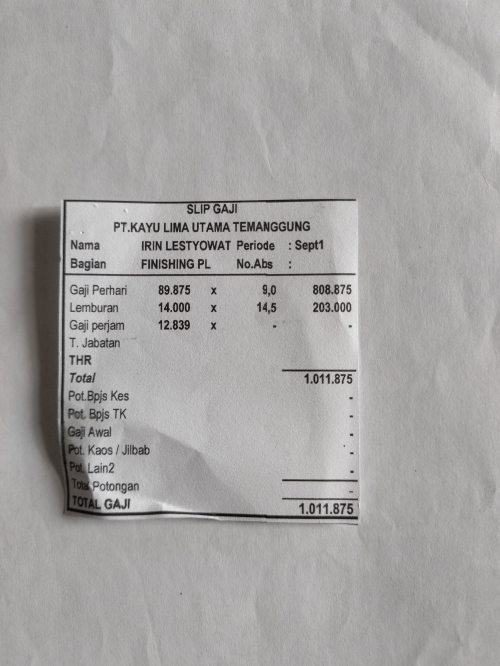 SLIP GAJI
PT.KAYU LIMA UTAMA TEMANGGUNG
Nama IRIN LESTYOWAT Periode : Sept1
Bagian FINISHING PL No.Abs :
Gaji Perhari 89.875 x 9,0 808.875
Lemburan 14.000 x 14,5 203.000
Gaji perjam 12.839 x - -
T. Jabatan
THR
Total 1.011.875
Pot.Bpjs Kes -
Pot. Bpjs TK -
Gaji Awal -
Pot. Kaos / Jilbab -
Pot. Lain2 -
Total Potongan -
TOTAL GAJI 1.011.875